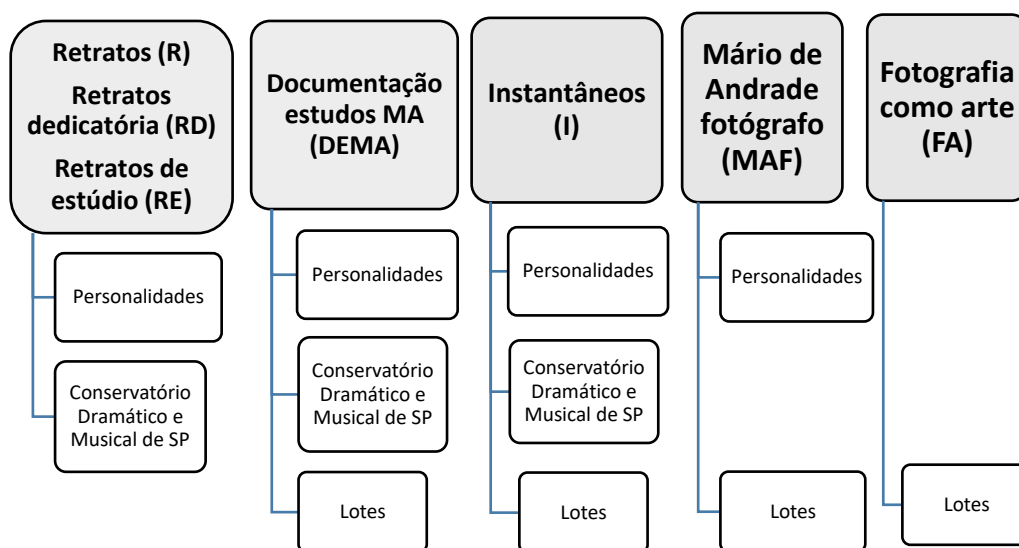 Retratos (R)
Retratos
dedicatória (RD)
Retratos de
estúdio (RE)
Personalidades
Conservatório
Dramático e
Musical de SP
Documentação
estudos MA
(DEMA)
Personalidades
Conservatório
Dramático e
Musical de SP
Lotes
Instantâneos
(I)
Personalidades
Conservatório
Dramático e
Musical de SP
Lotes
Mário de
Andrade
fotógrafo
(MAF)
Personalidades
Lotes
Fotografia
como arte
(FA)
Lotes